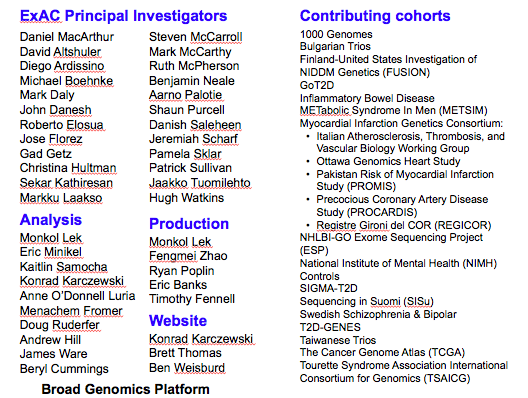 ExAC Principal Investigators
Daniel MacArthur
David Altshuler
Diego Ardissino
Michael Boehnke
Mark Daly
John Danesh
Roberto Elosua
Jose Florez
Gad Getz
Christina Hultman
Sekar Kathiresan
Markku Laakso
Steven McCarroll
Mark McCarthy
Ruth McPherson
Benjamin Neale
Aarno Palotie
Shaun Purcell
Danish Saleheen
Jeremiah Scharf
Pamela Sklar
Patrick Sullivan
Jaakko Tuomilehto
Hugh Watkins
Analysis
Monkol Lek
Eric Minikel
Kaitlin Samocha
Konrad Karczewski
Anne O'Donnell Luria
Menachem Fromer
Doug Ruderfer
Andrew Hill
James Ware
Beryl Cummings
Production
Monkol Lek
Fengmei Zhao
Ryan Poplin
Eric Banks
Timothy Fennell
Website
Konrad Karczewski
Brett Thomas
Ben Weisburd
Broad Genomics Platform
Contributing cohorts
1000 Genomes
Bulgarian Trios
Finland-United States Investigation of
NIDDM Genetics (FUSION)
GoT2D
Inflammatory Bowel Disease
METabolic Syndrome In Men (METSIM)
Myocardial Infarction Genetics Consortium:
• Italian Atherosclerosis, Thrombosis, and
Vascular Biology Working Group
• Ottawa Genomics Heart Study
• Pakistan Risk of Myocardial Infarction
Study (PROMIS)
• Precocious Coronary Artery Disease
Study (PROCARDIS)
• Registre Gironi del COR (REGICOR)
NHLBI-GO Exome Sequencing Project
(ESP)
National Institute of Mental Health (NIMH)
Controls
SIGMA-T2D
Sequencing in Suomi (SISu)
Swedish Schizophrenia & Bipolar
T2D-GENES
Taiwanese Trios
The Cancer Genome Atlas (TCGA)
Tourette Syndrome Association International
Consortium for Genomics (TSAICG)